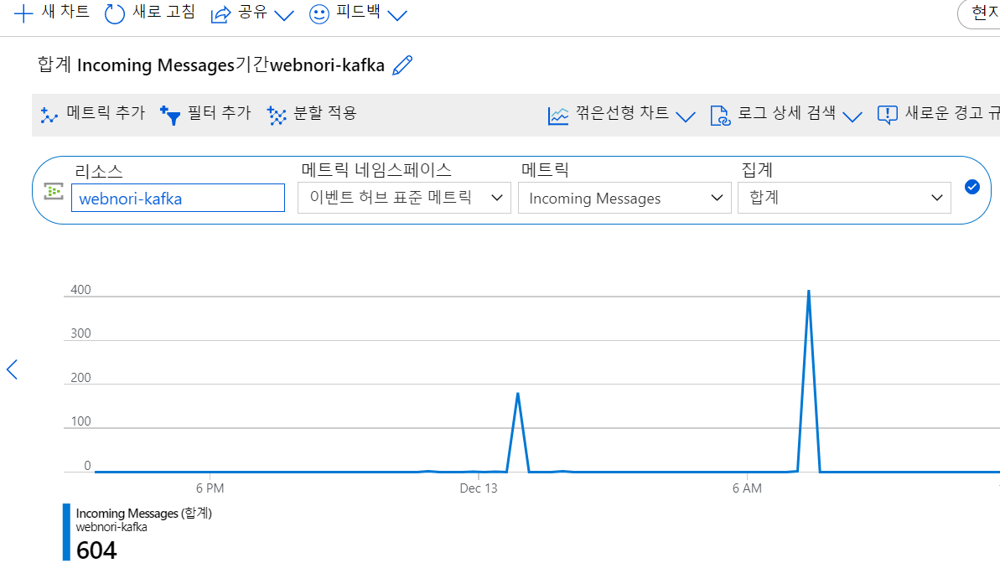 새 차트 새로 고침 공유 피드백 현지
합계 Incoming Messages기간webnori-kafka
메트릭 추가 필터 추가 분할 적용 꺾은선형 차트 로그 상세 검색 새로운 경고 규
리소스 메트릭 네임스페이스 메트릭 집계
webnori-kafka 이벤트 허브 표준 메트릭 Incoming Messages 합계
400
300
200
100
0
6 PM Dec 13 6 AM
Incoming Messages (합계)
webnori-kafka
604